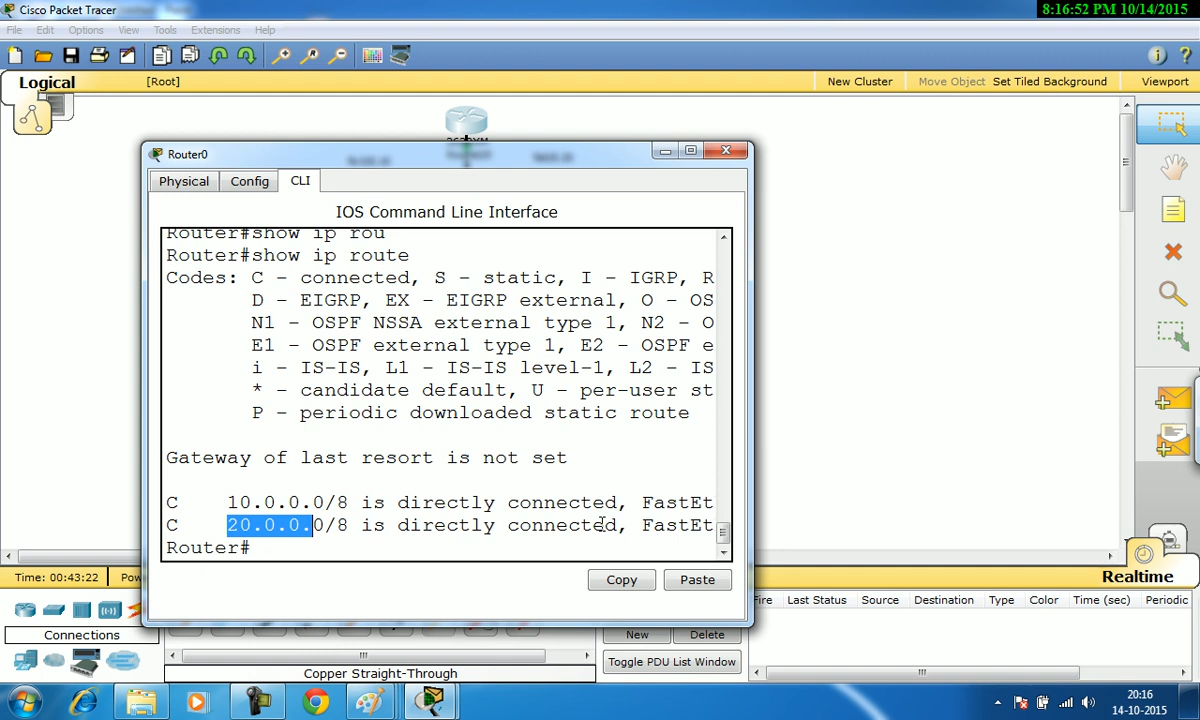 Cisco Packet Tracer
8:16:52 PM 10/14/2015
File Edit Options View Tools Extensions Help
Logical [Root] New Cluster Move Object Set Tiled Background Viewport
Router0
Physical Config CLI
IOS Command Line Interface
Router#show ip rou
Router#show ip route
Codes: C - connected, S - static, I - IGRP, R
D - EIGRP, EX - EIGRP external, O - OS
N1 - OSPF NSSA external type 1, N2 - O
E1 - OSPF external type 1, E2 - OSPF e
i - IS-IS, L1 - IS-IS level-1, L2 - IS
* - candidate default, U - per-user st
P - periodic downloaded static route
Gateway of last resort is not set
C 10.0.0.0/8 is directly connected, FastEt
C 20.0.0.0/8 is directly connected, FastEt
Router#
Copy Paste
Time: 00:43:22 Pow
Realtime
Fire Last Status Source Destination Type Color Time (sec) Periodic
Connections
New Delete
Toggle PDU List Window
Copper Straight-Through
20:16
14-10-2015